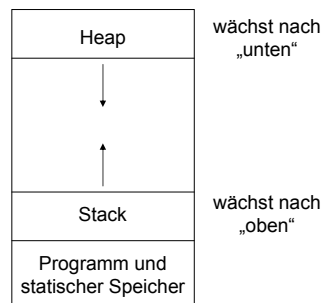 Heap
wächst nach
„unten“
Stack
wächst nach
„oben“
Programm und
statischer Speicher